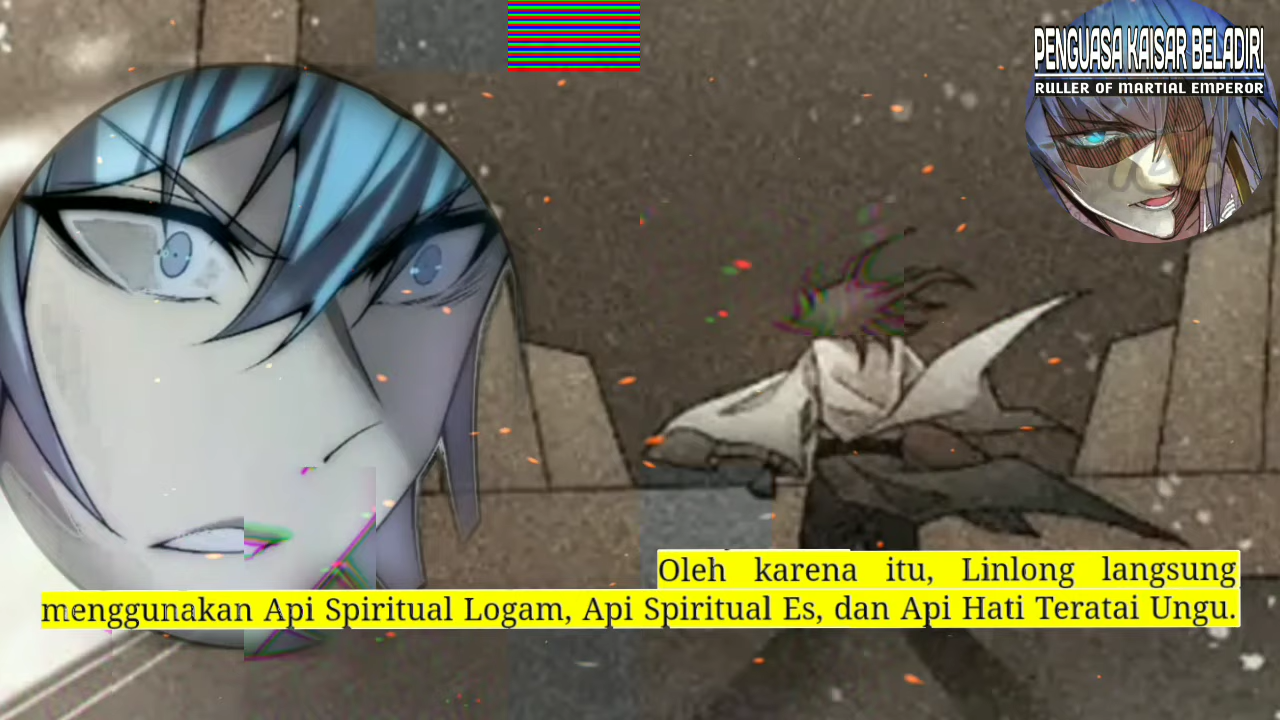 PENGUASA KAISAR BELADIRI
RULLER OF MARTIAL EMPEROR
Oleh karena itu, Linlong langsung
menggunakan Api Spiritual Logam, Api Spiritual Es, dan Api Hati Teratai Ungu.